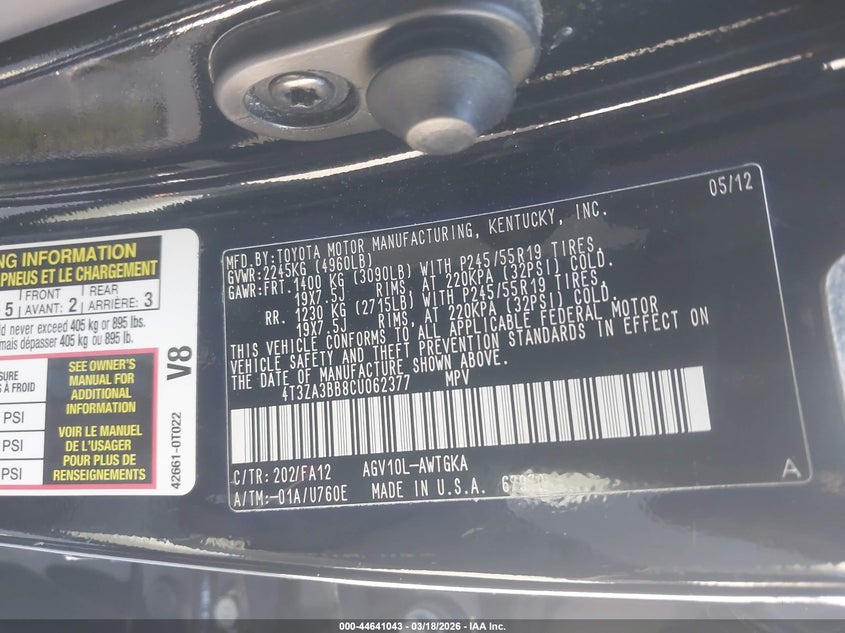 05/12
MFD.BY:TOYOTA MOTOR MANUFACTURING, KENTUCKY, INC.
GVWR:2245KG (4960LB)
GAWR:FRT.1400 KG (3090LB) WITH P245/55R19 TIRES,
19X7.5J RIMS, AT 220KPA (32PSI) COLD.
RR. 1230 KG (2715LB) WITH P245/55R19 TIRES,
19X7.5J RIMS, AT 220KPA (32PSI) COLD.
THIS VEHICLE CONFORMS TO ALL APPLICABLE FEDERAL MOTOR
VEHICLE SAFETY AND THEFT PREVENTION STANDARDS IN EFFECT ON
THE DATE OF MANUFACTURE SHOWN ABOVE.
4T3ZA3BB8CU062377 MPV
C/TR: 202/FA12 AGV10L-AWTGKA
A/TM:-01A/U760E MADE IN U.S.A.
A
NG INFORMATION
PNEUS ET LE CHARGEMENT
5 FRONT AVANT: 2 REAR ARRIÈRE: 3
never exceed 405 kg or 895 lbs.
mais dépasser 405 kg ou 895 lb.
À FROID
PSI
PSI
PSI
SEE OWNER'S
MANUAL FOR
ADDITIONAL
INFORMATION
VOIR LE MANUEL
DE L'USAGER
POUR PLUS DE
RENSEIGNEMENTS
V8
42661-0T022
000-44641043 - 03/18/2026 - IAA Inc.